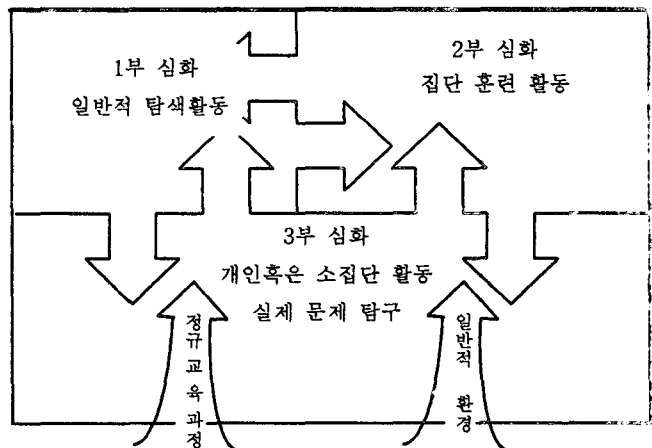 1부 심화
일반적 탐색활동
2부 심화
집단 훈련 활동
3부 심화
개인혹은 소집단 활동
실제 문제 탐구
정규교육과정
일반적 환경